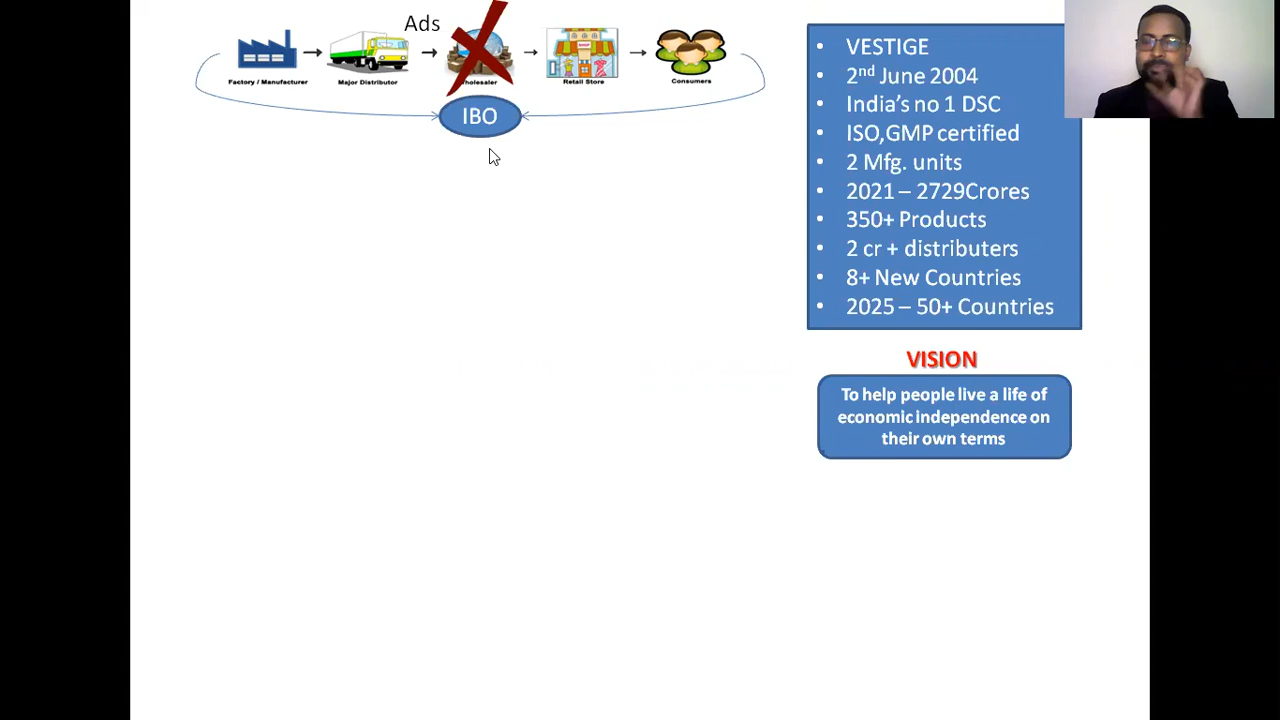 Ads
Factory / Manufacturer
Major Distributor
Retail Store
Consumers
IBO
VESTIGE
2nd June 2004
India's no 1 DSC
ISO,GMP certified
2 Mfg. units
2021 – 2729Crores
350+ Products
2 cr + distributers
8+ New Countries
2025 – 50+ Countries
VISION
To help people live a life of
economic independence on
their own terms